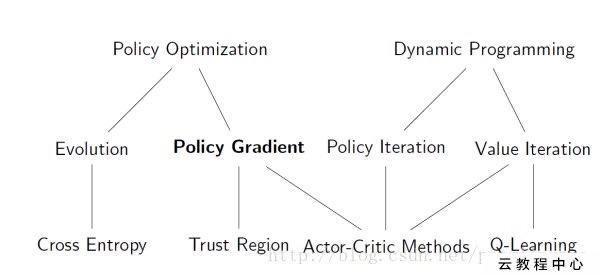 Policy Optimization Dynamic Programming
Evolution Policy Gradient Policy Iteration Value Iteration
Cross Entropy Trust Region Actor-Critic Methods Q-Learning
http://blog.csdn.net/
云教程中心